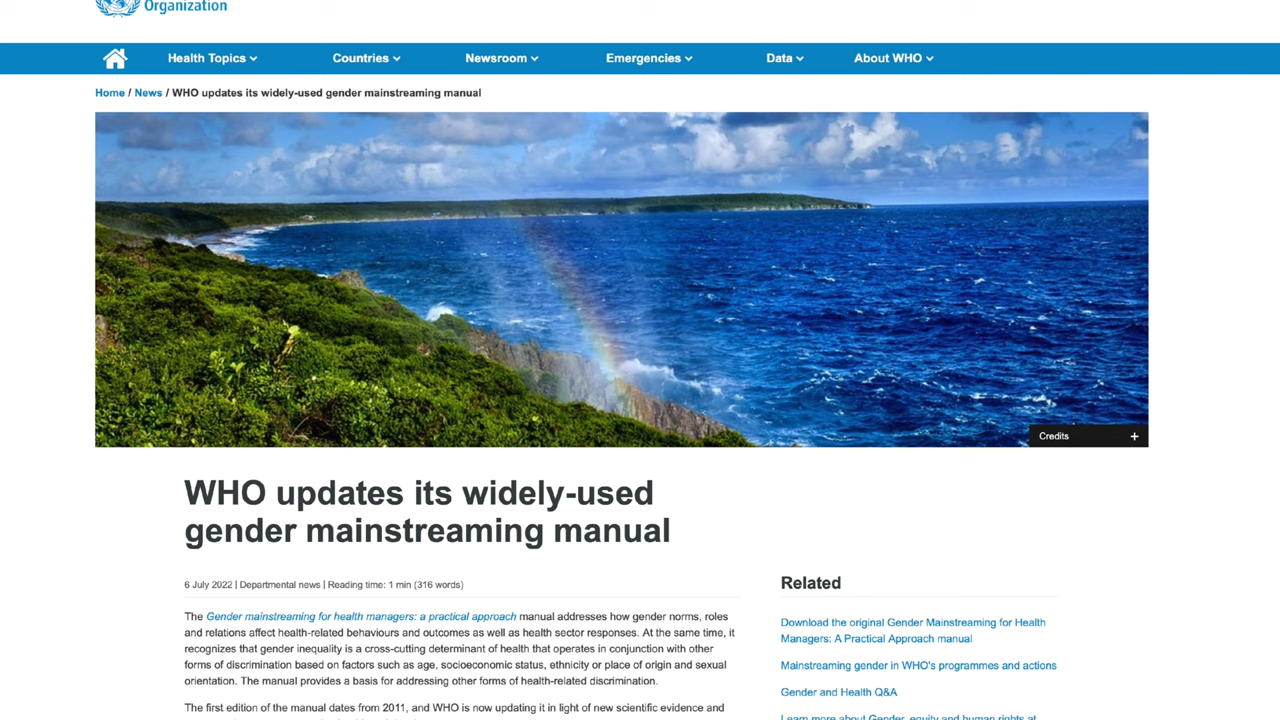 Organization
Health Topics
Countries
Newsroom
Emergencies
Data
About WHO
Home / News / WHO updates its widely-used gender mainstreaming manual
Credits +
WHO updates its widely-used
gender mainstreaming manual
6 July 2022 | Departmental news | Reading time: 1 min (316 words)
The Gender mainstreaming for health managers: a practical approach manual addresses how gender norms, roles
and relations affect health-related behaviours and outcomes as well as health sector responses. At the same time, it
recognizes that gender inequality is a cross-cutting determinant of health that operates in conjunction with other
forms of discrimination based on factors such as age, socioeconomic status, ethnicity or place of origin and sexual
orientation. The manual provides a basis for addressing other forms of health-related discrimination.
The first edition of the manual dates from 2011, and WHO is now updating it in light of new scientific evidence and
Related
Download the original Gender Mainstreaming for Health
Managers: A Practical Approach manual
Mainstreaming gender in WHO's programmes and actions
Gender and Health Q&A
Learn more about Gender, equity and human rights at